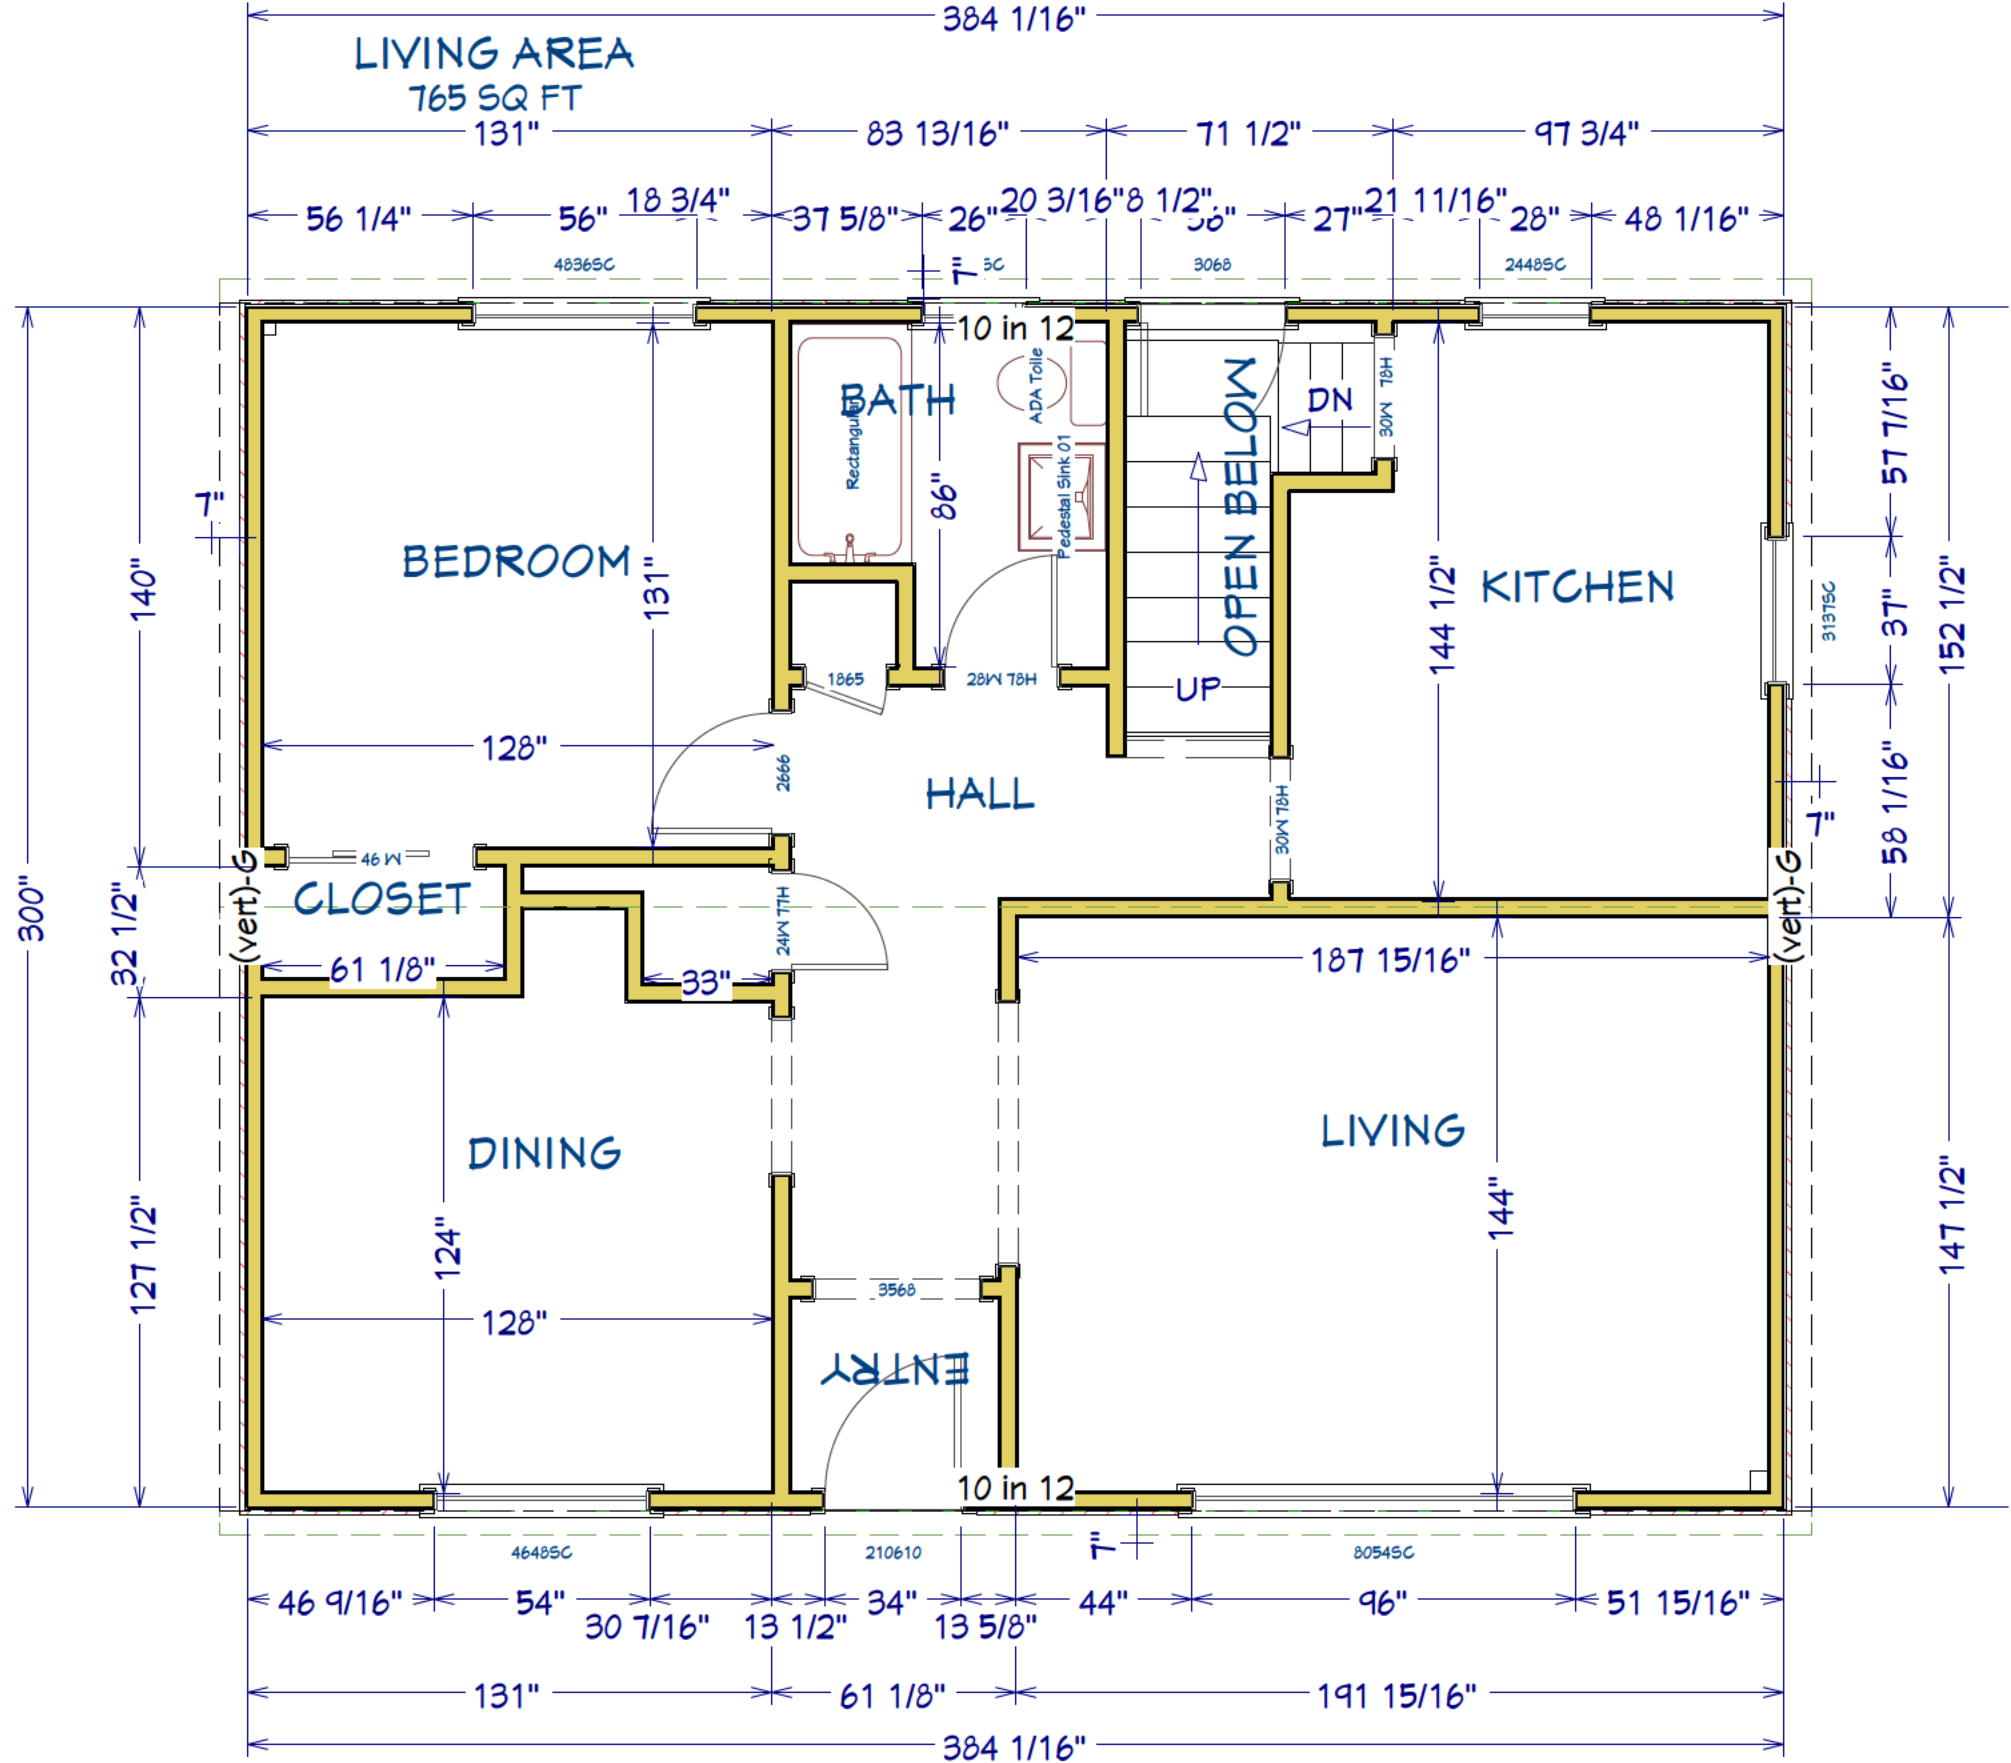 384 1/16"
LIVING AREA
765 SQ FT
131"
83 13/16"
71 1/2"
97 3/4"
56 1/4"
56"
18 3/4"
37 5/8"
26"
20 3/16"
8 1/2"
27"
21 11/16"
28"
48 1/16"
4836SC
7"
SC
3068
2448SC
10 in 12
BATH
ADA Toile
Rectangular
Pedestal Sink 01
86"
OPEN BELOW
DN
30W 78H
UP
57 7/16"
7"
140"
BEDROOM
131"
144 1/2"
KITCHEN
3137SC
37"
152 1/2"
1865
28W 78H
128"
2666
HALL
30W 78H
58 1/16"
7"
46 W
(vert)-G
CLOSET
24W 77H
(vert)-G
300"
32 1/2"
61 1/8"
33"
187 15/16"
DINING
LIVING
127 1/2"
124"
144"
147 1/2"
128"
3568
ENTRY
10 in 12
7"
4648SC
210610
8054SC
46 9/16"
54"
30 7/16"
13 1/2"
34"
13 5/8"
44"
96"
51 15/16"
131"
61 1/8"
191 15/16"
384 1/16"